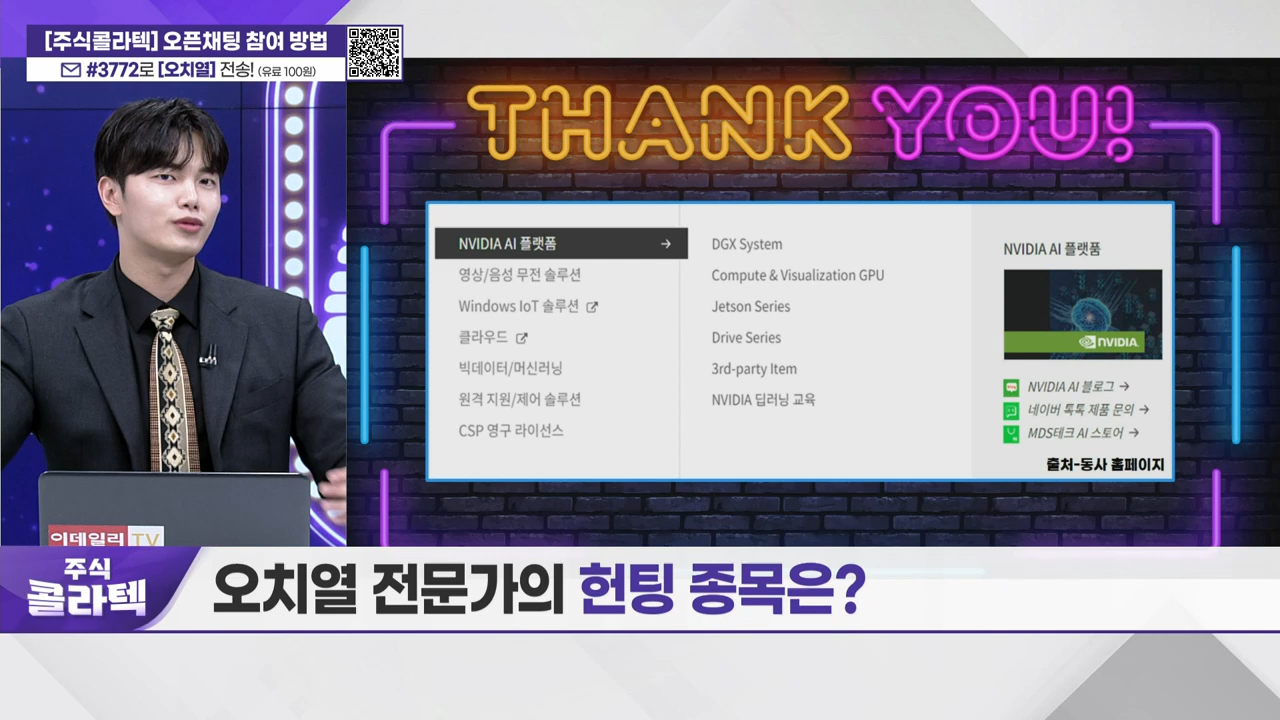 [주식콜라텍] 오픈채팅 참여 방법
#3772로 [오치열] 전송! (유료 100원)
THANK YOU!
NVIDIA AI 플랫폼 →
영상/음성 무전 솔루션
Windows IoT 솔루션
클라우드
빅데이터/머신러닝
원격 지원/제어 솔루션
CSP 영구 라이선스
DGX System
Compute & Visualization GPU
Jetson Series
Drive Series
3rd-party Item
NVIDIA 딥러닝 교육
NVIDIA AI 플랫폼
NVIDIA.
NVIDIA AI 블로그 →
네이버 톡톡 제품 문의 →
MDS테크 AI 스토어 →
출처-동사 홈페이지
이데일리 TV
주식
콜라텍
오치열 전문가의 헌팅 종목은?